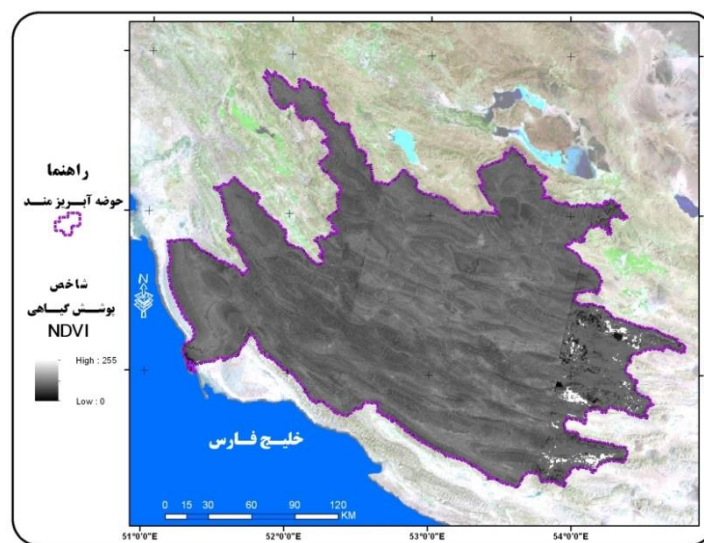 راهنما
حوضه آبریز مند
شاخص
پوشش گیاهی
NDVI
High : 255
Low : 0
N
خلیج فارس
0 15 30 60 90 120
KM
51°0'0"E 52°0'0"E 53°0'0"E 54°0'0"E